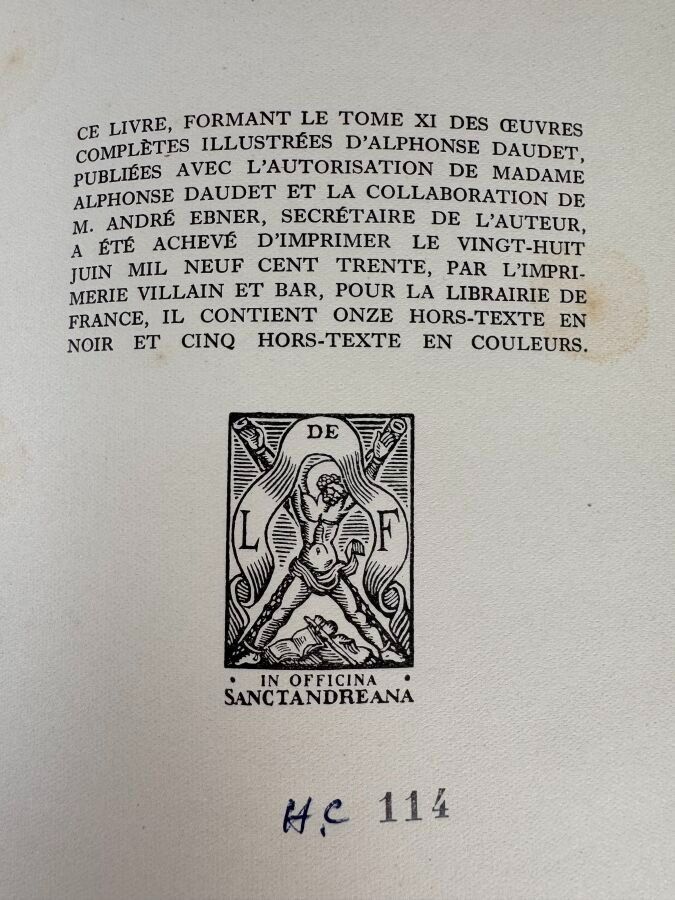 CE LIVRE, FORMANT LE TOME XI DES ŒUVRES
COMPLÈTES ILLUSTRÉES D'ALPHONSE DAUDET,
PUBLIÉES AVEC L'AUTORISATION DE MADAME
ALPHONSE DAUDET ET LA COLLABORATION DE
M. ANDRÉ EBNER, SECRÉTAIRE DE L'AUTEUR,
A ÉTÉ ACHEVÉ D'IMPRIMER LE VINGT-HUIT
JUIN MIL NEUF CENT TRENTE, PAR L'IMPRI-
MERIE VILLAIN ET BAR, POUR LA LIBRAIRIE DE
FRANCE, IL CONTIENT ONZE HORS-TEXTE EN
NOIR ET CINQ HORS-TEXTE EN COULEURS.
DE
L F
• IN OFFICINA •
SANCTANDREANA
H.C 114